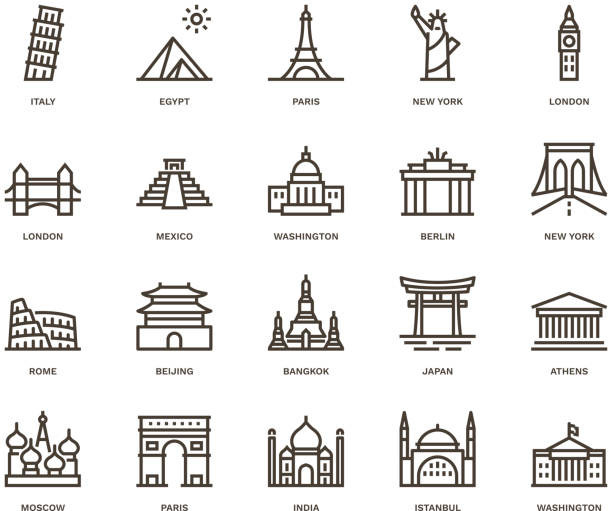 ITALY
EGYPT
PARIS
NEW YORK
LONDON
LONDON
MEXICO
WASHINGTON
BERLIN
NEW YORK
ROME
BEIJING
BANGKOK
JAPAN
ATHENS
MOSCOW
PARIS
INDIA
ISTANBUL
WASHINGTON